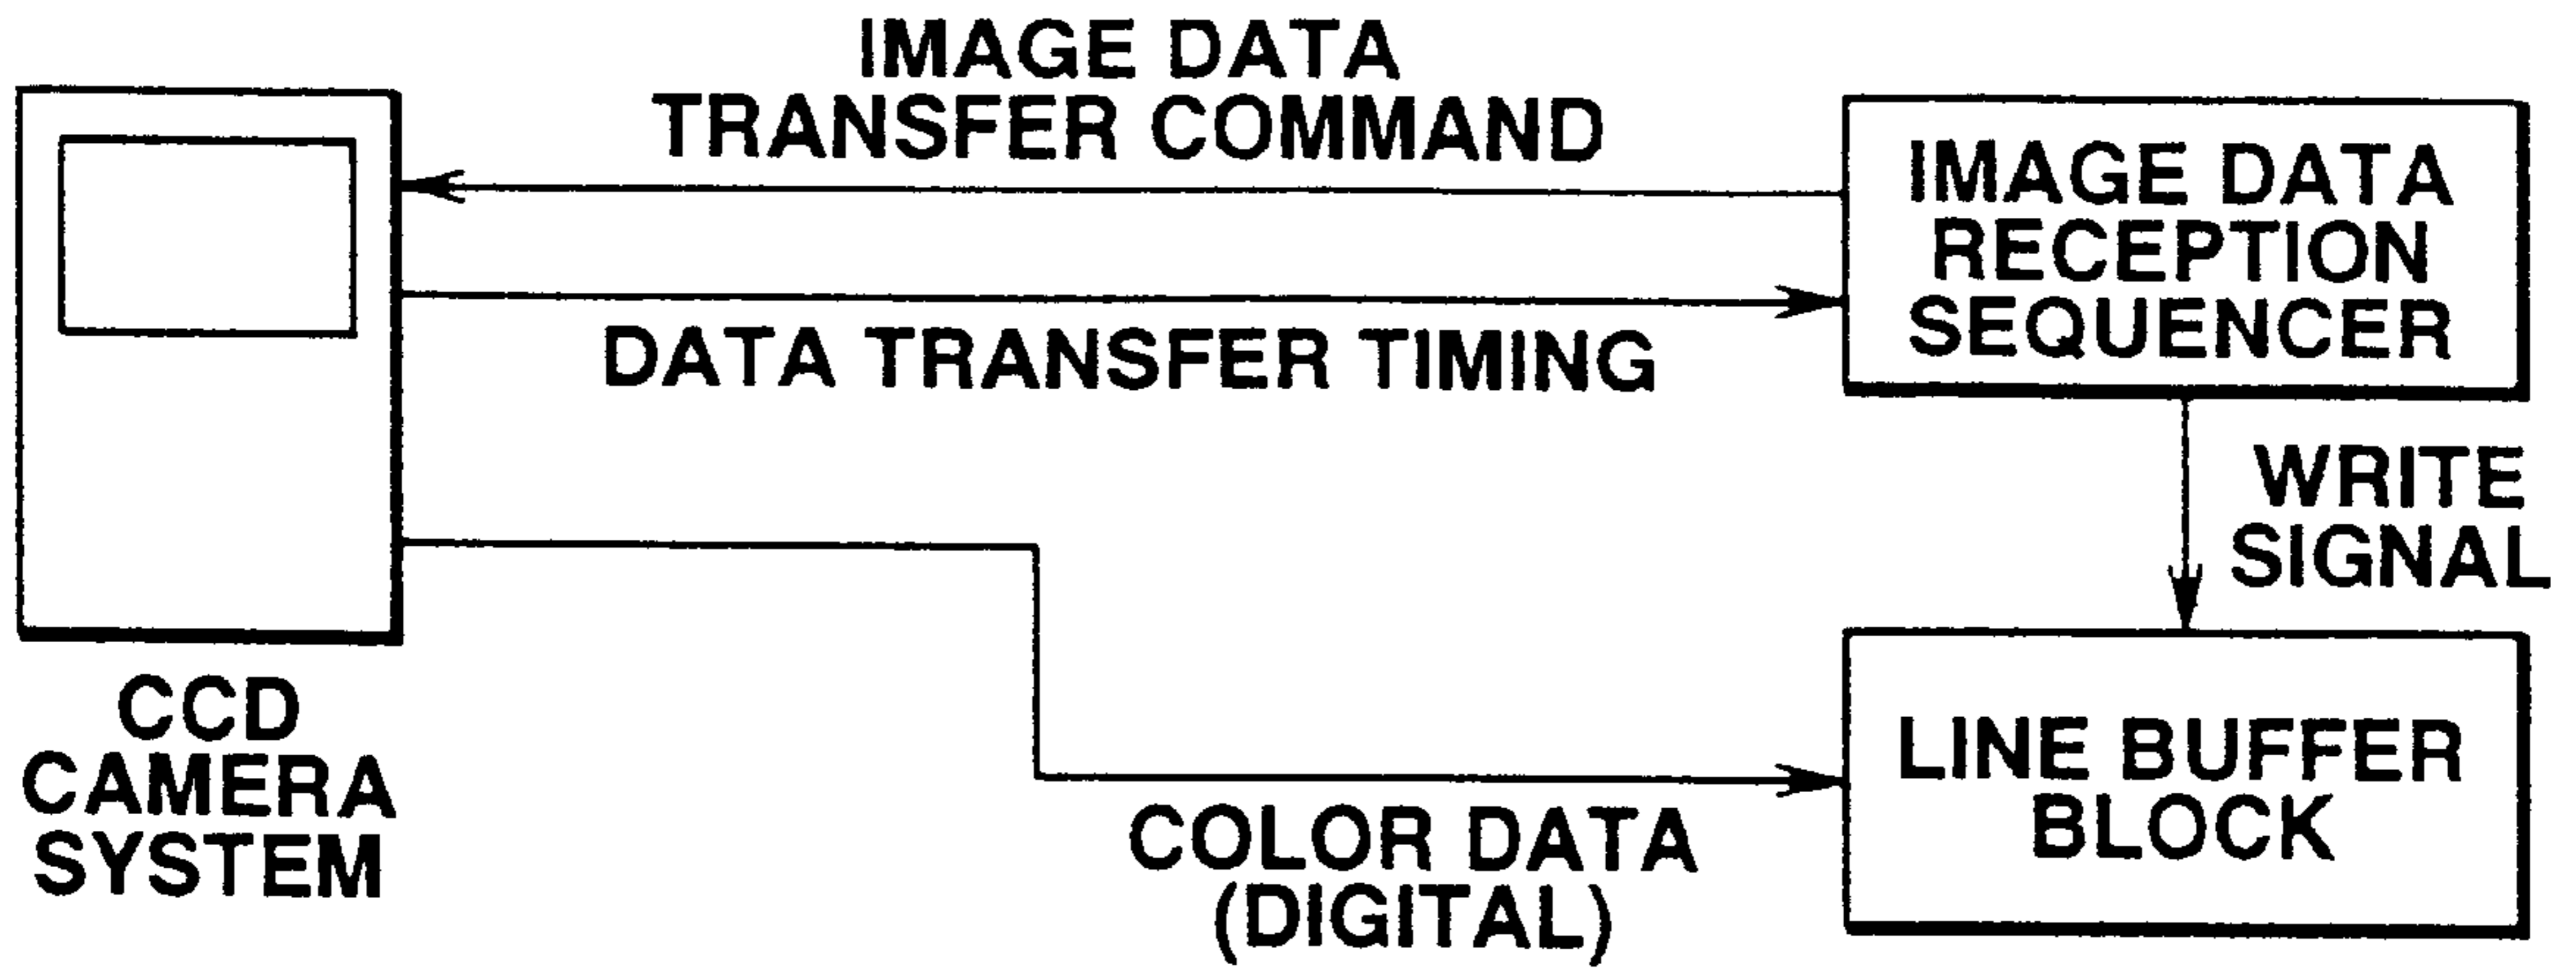 IMAGE DATA
TRANSFER COMMAND
IMAGE DATA
RECEPTION
SEQUENCER
DATA TRANSFER TIMING
WRITE
SIGNAL
CCD
CAMERA
SYSTEM
LINE BUFFER
BLOCK
COLOR DATA
(DIGITAL)